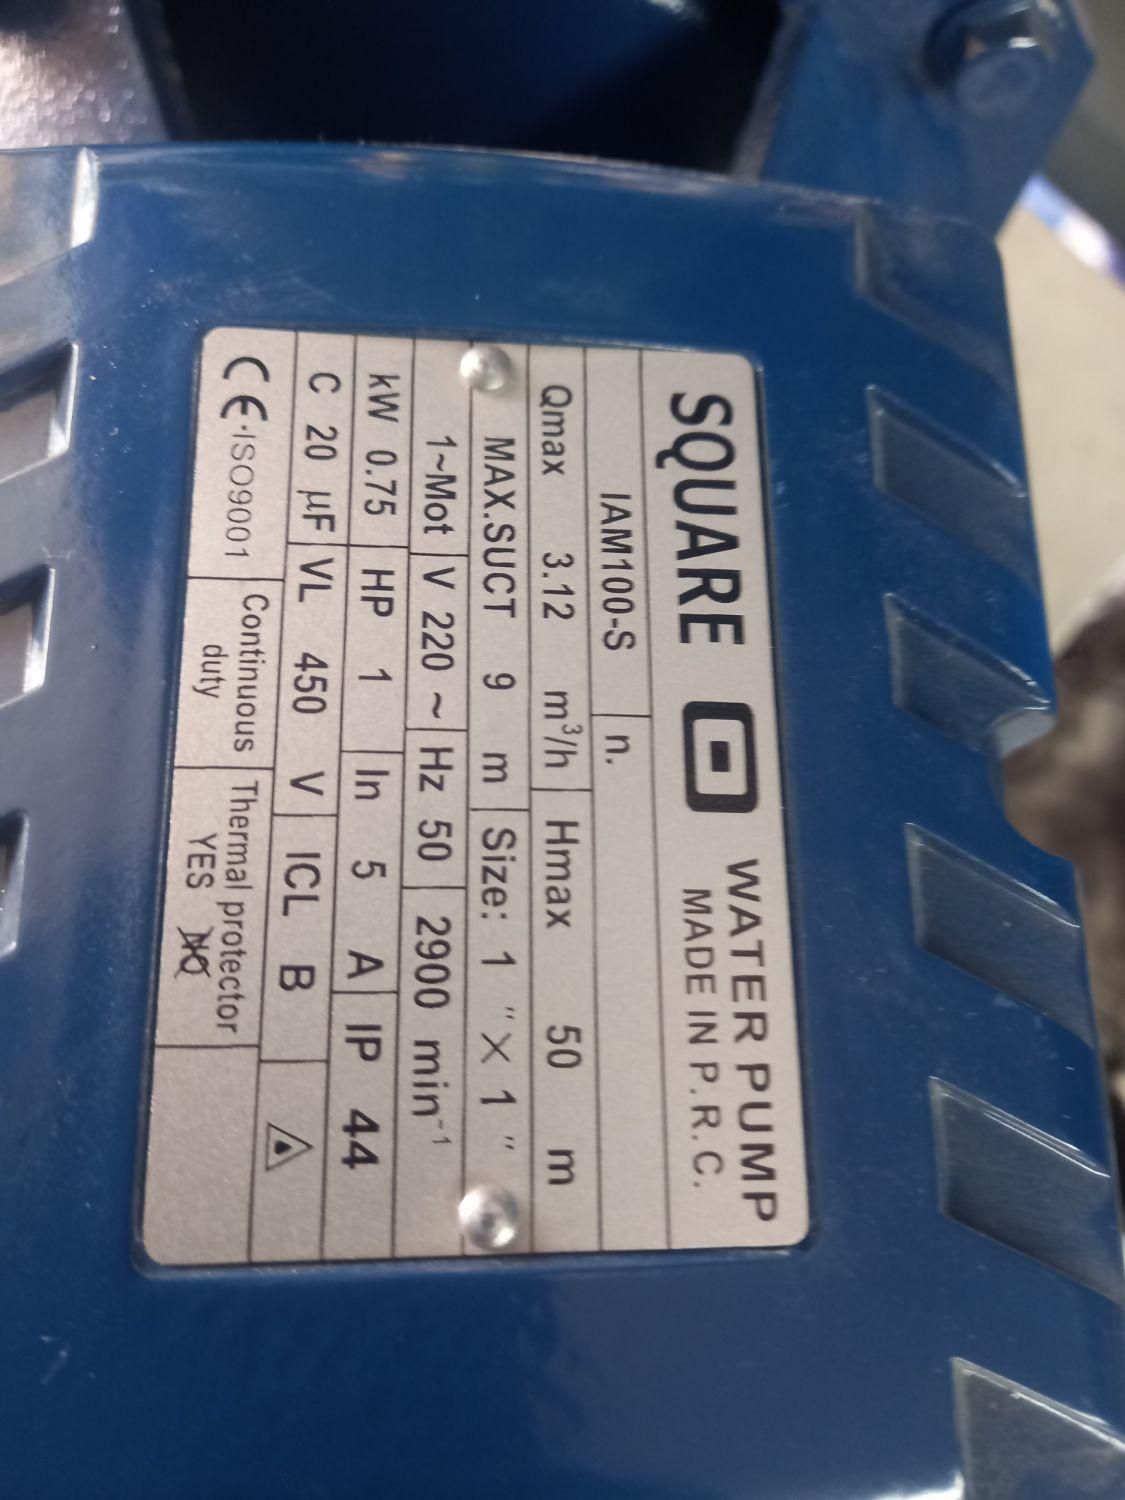 SQUARE WATER PUMP
MADE IN P.R.C.
IAM100-S n.
Qmax 3.12 m³/h Hmax 50 m
MAX.SUCT 9 m Size: 1 " × 1 "
1~Mot V 220 ~ Hz 50 2900 min⁻¹
kW 0.75 HP 1 In 5 A IP 44
C 20 µF VL 450 V ICL B
CE·ISO9001 Continuous duty Thermal protector YES NO